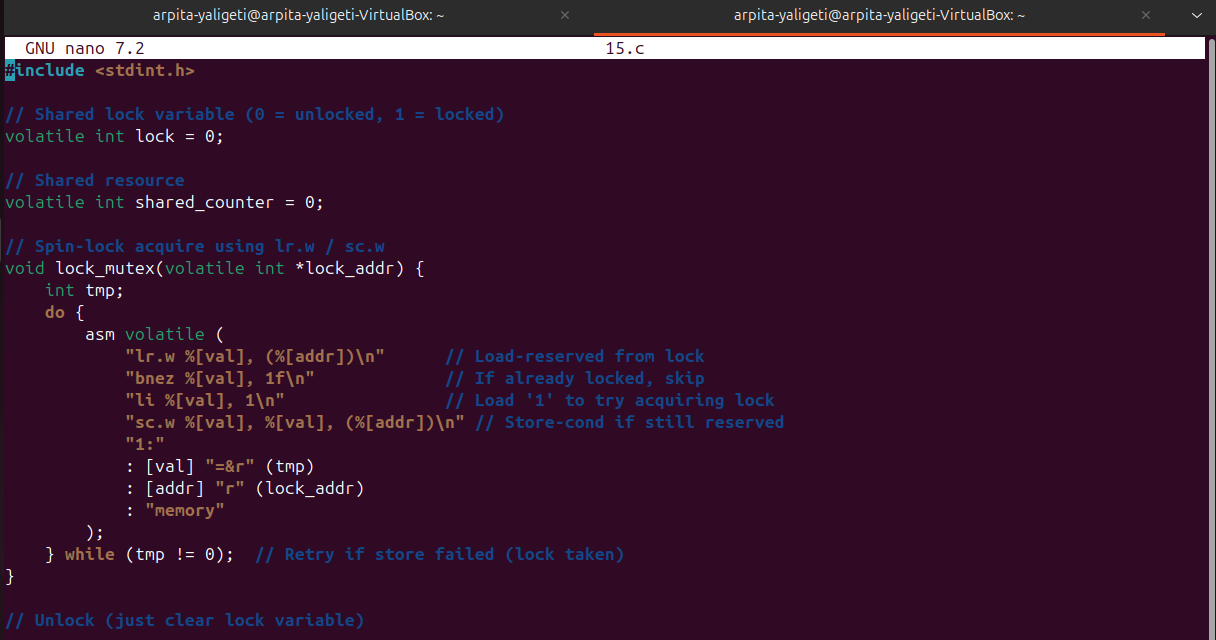 arpita-yaligeti@arpita-yaligeti-VirtualBox: ~ × arpita-yaligeti@arpita-yaligeti-VirtualBox: ~ ×
GNU nano 7.2 15.c
#include <stdint.h>

// Shared lock variable (0 = unlocked, 1 = locked)
volatile int lock = 0;

// Shared resource
volatile int shared_counter = 0;

// Spin-lock acquire using lr.w / sc.w
void lock_mutex(volatile int *lock_addr) {
    int tmp;
    do {
        asm volatile (
            "lr.w %[val], (%[addr])\n"      // Load-reserved from lock
            "bnez %[val], 1f\n"             // If already locked, skip
            "li %[val], 1\n"                // Load '1' to try acquiring lock
            "sc.w %[val], %[val], (%[addr])\n" // Store-cond if still reserved
            "1:"
            : [val] "=&r" (tmp)
            : [addr] "r" (lock_addr)
            : "memory"
        );
    } while (tmp != 0);  // Retry if store failed (lock taken)
}

// Unlock (just clear lock variable)